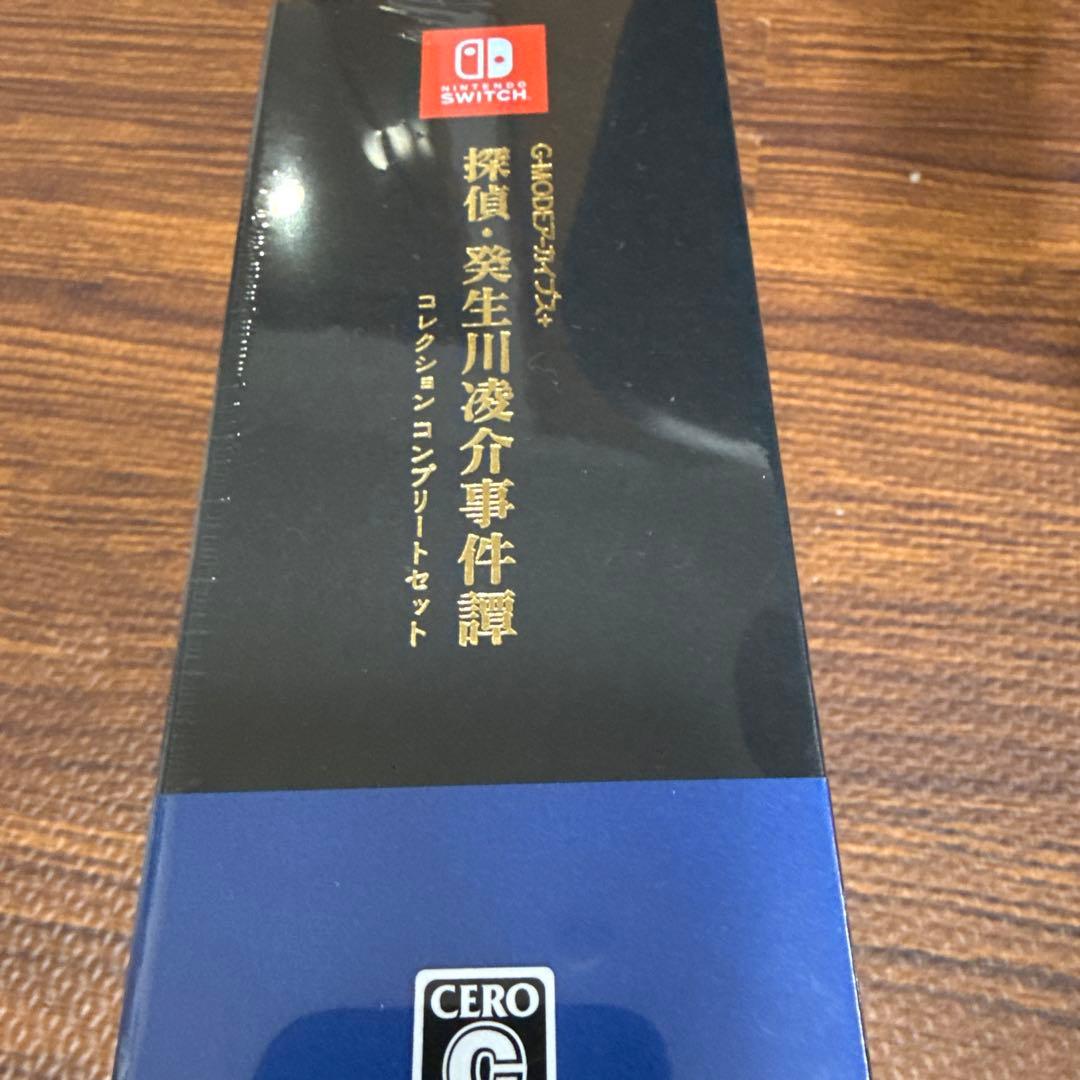 NINTENDO
SWITCH
G-MODEアーカイブス+
探偵・癸生川凌介事件譚
コレクション コンプリートセット
CERO
C